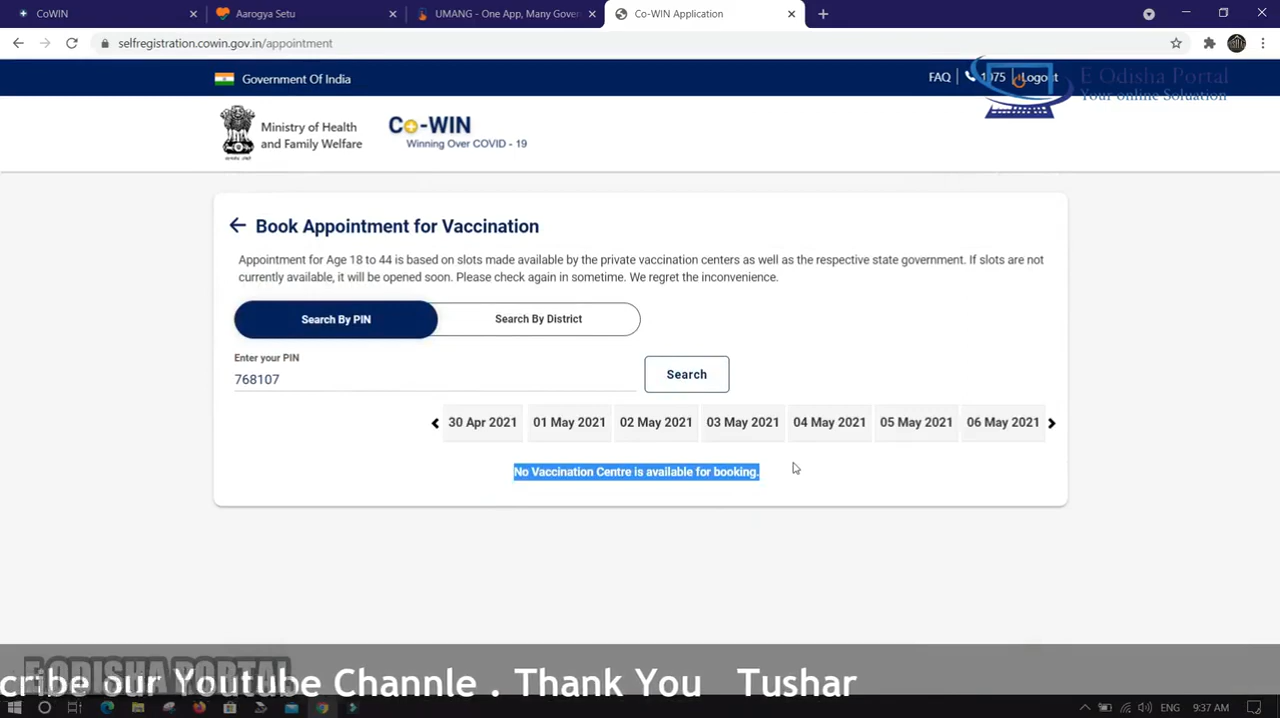 CoWIN
Aarogya Setu
UMANG - One App, Many Gover
Co-WIN Application
selfregistration.cowin.gov.in/appointment
Government Of India
FAQ
1075
Logout
E Odisha Portal
Your online Soluation
Ministry of Health
and Family Welfare
Co-WIN
Winning Over COVID - 19
Book Appointment for Vaccination
Appointment for Age 18 to 44 is based on slots made available by the private vaccination centers as well as the respective state government. If slots are not
currently available, it will be opened soon. Please check again in sometime. We regret the inconvenience.
Search By PIN
Search By District
Enter your PIN
768107
Search
30 Apr 2021
01 May 2021
02 May 2021
03 May 2021
04 May 2021
05 May 2021
06 May 2021
No Vaccination Centre is available for booking.
E ODISHA PORTAL
cribe our Youtube Channle . Thank You Tushar
ENG
9:37 AM